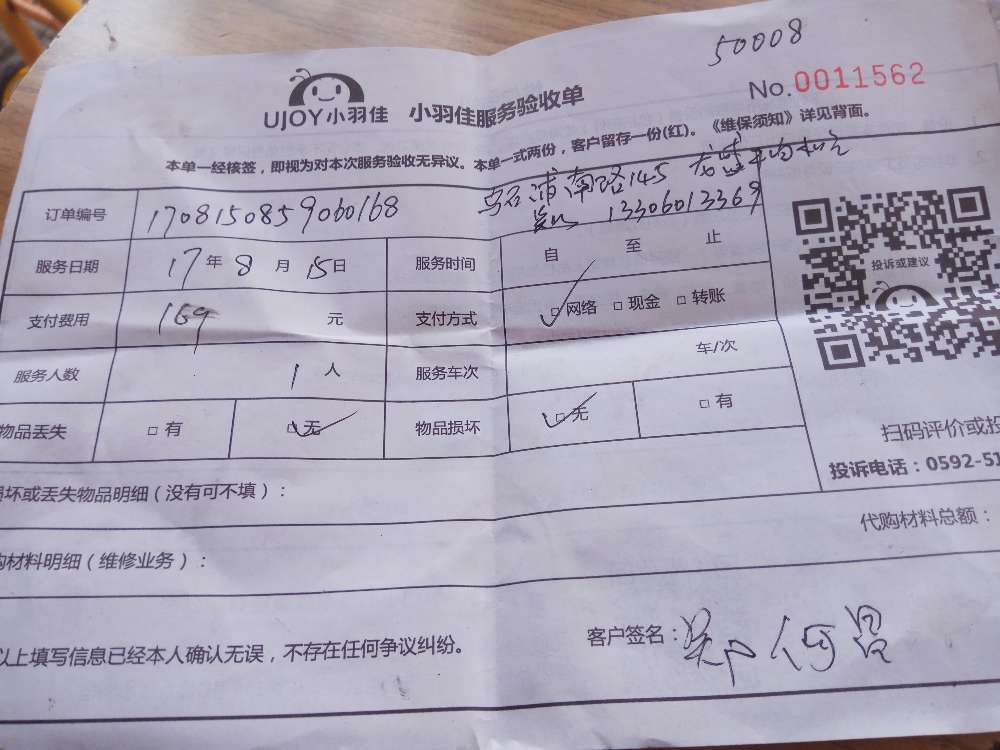 50008
No.0011562
UJOY小羽佳 小羽佳服务验收单
本单一经核签，即视为对本次服务验收无异议。本单一式两份，客户留存一份(红)。《维保须知》详见背面。
订单编号 1708150859060168 南路145
13306013369
服务日期 17年8月15日 服务时间 自 至 止
支付费用 169元 支付方式 □网络 □现金 □转账
投诉或建议
服务人数 1人 服务车次 车/次
物品丢失 □有 □无 物品损坏 □无 □有
扫码评价或投
投诉电话：0592-51
坏或丢失物品明细（没有可不填）：
代购材料总额：
购材料明细（维修业务）：
以上填写信息已经本人确认无误，不存在任何争议纠纷。
客户签名：